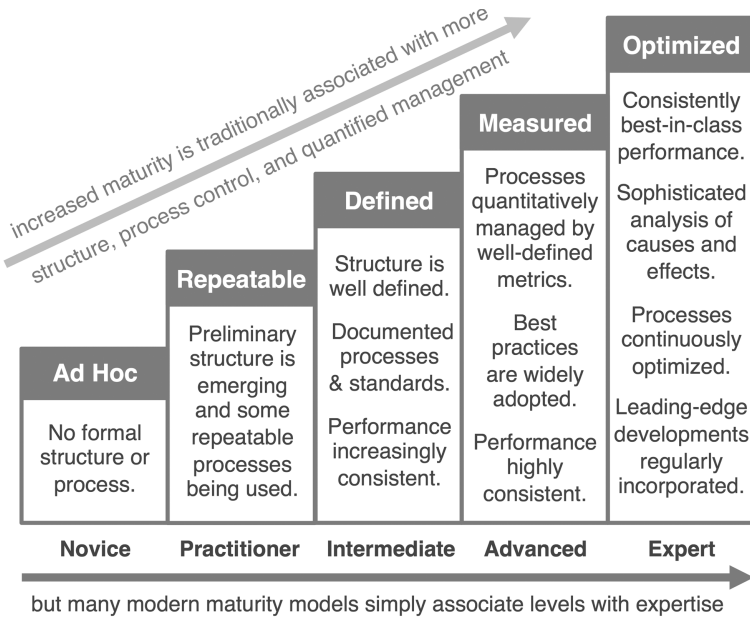 increased maturity is traditionally associated with more
structure, process control, and quantified management
Ad Hoc
No formal
structure or
process.
Repeatable
Preliminary
structure is
emerging
and some
repeatable
processes
being used.
Defined
Structure is
well defined.
Documented
processes
& standards.
Performance
increasingly
consistent.
Measured
Processes
quantitatively
managed by
well-defined
metrics.
Best
practices
are widely
adopted.
Performance
highly
consistent.
Optimized
Consistently
best-in-class
performance.
Sophisticated
analysis of
causes and
effects.
Processes
continuously
optimized.
Leading-edge
developments
regularly
incorporated.
Novice
Practitioner
Intermediate
Advanced
Expert
but many modern maturity models simply associate levels with expertise